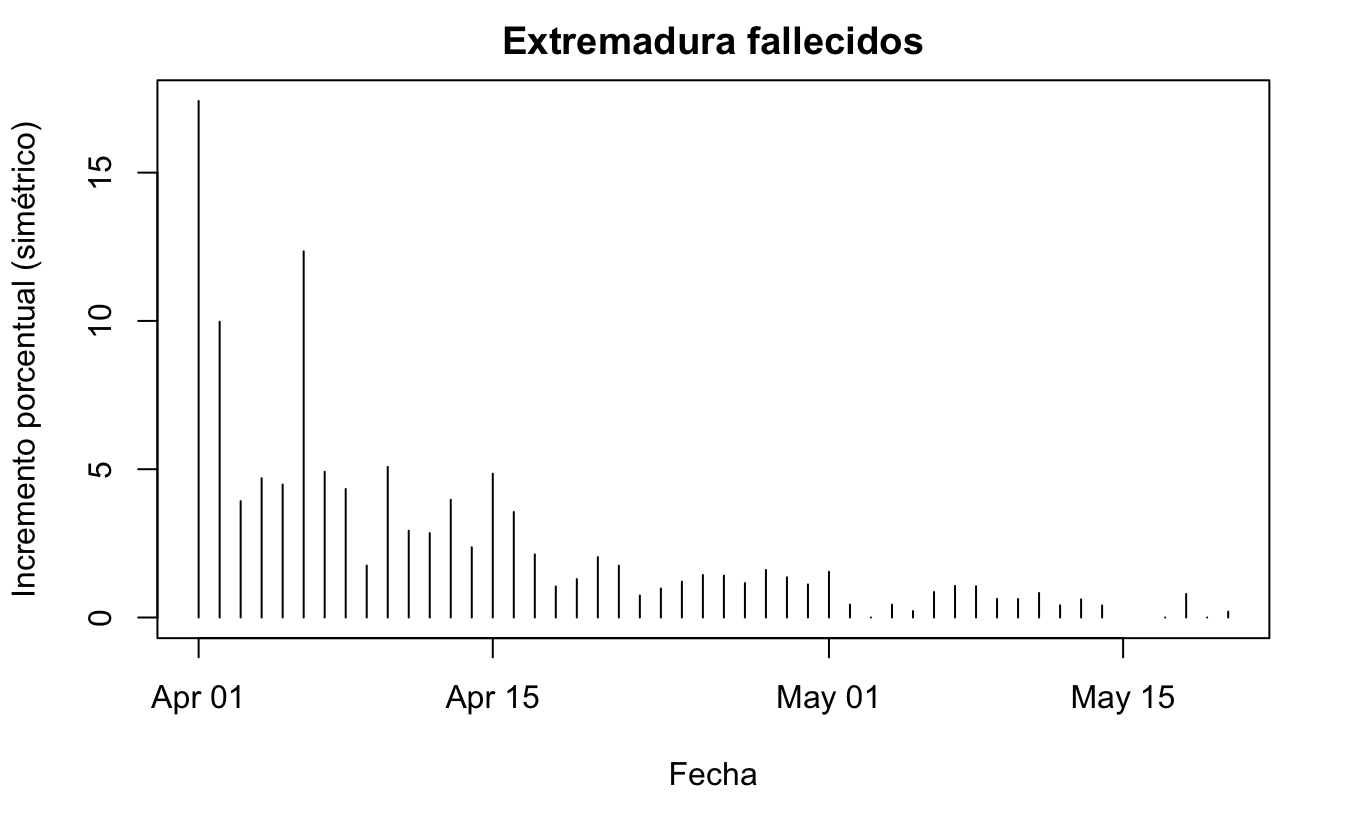 Extremadura fallecidos
Incremento porcentual (simétrico)
15
10
5
0
Apr 01 Apr 15 May 01 May 15
Fecha